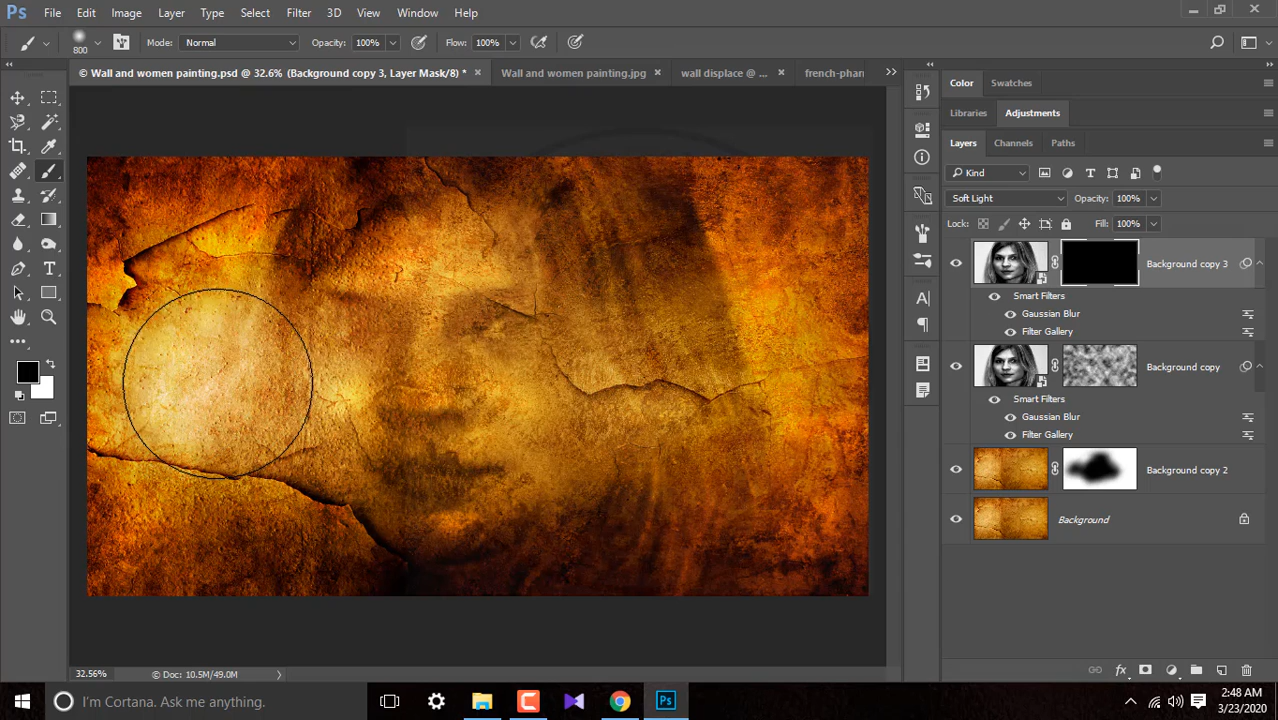 Ps File Edit Image Layer Type Select Filter 3D View Window Help
800 Mode: Normal Opacity: 100% Flow: 100%
© Wall and women painting.psd @ 32.6% (Background copy 3, Layer Mask/8) * × Wall and women painting.jpg × wall displace @ ... × french-phan
Color Swatches
Libraries Adjustments
Layers Channels Paths
Kind
Soft Light Opacity: 100%
Lock: Fill: 100%
Background copy 3
Smart Filters
Gaussian Blur
Filter Gallery
Background copy
Smart Filters
Gaussian Blur
Filter Gallery
Background copy 2
Background
32.56% © Doc: 10.5M/49.0M
fx
I'm Cortana. Ask me anything.
Ps
2:48 AM
3/23/2020